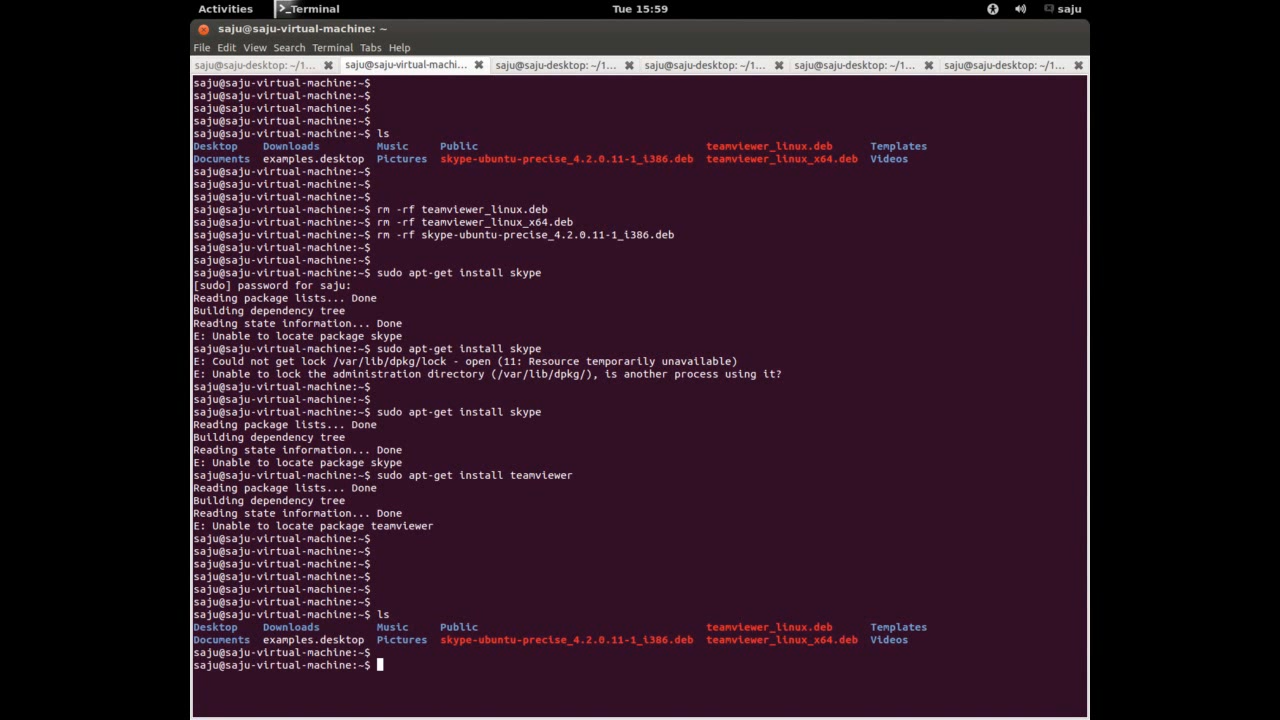 Activities >_Terminal Tue 15:59 saju
saju@saju-virtual-machine: ~
File Edit View Search Terminal Tabs Help
saju@saju-desktop: ~/1... saju@saju-virtual-machi... saju@saju-desktop: ~/1... saju@saju-desktop: ~/1... saju@saju-desktop: ~/1... saju@saju-desktop: ~/1...
saju@saju-virtual-machine:~$
saju@saju-virtual-machine:~$
saju@saju-virtual-machine:~$
saju@saju-virtual-machine:~$
saju@saju-virtual-machine:~$ ls
Desktop Downloads Music Public teamviewer_linux.deb Templates
Documents examples.desktop Pictures skype-ubuntu-precise_4.2.0.11-1_i386.deb teamviewer_linux_x64.deb Videos
saju@saju-virtual-machine:~$
saju@saju-virtual-machine:~$
saju@saju-virtual-machine:~$
saju@saju-virtual-machine:~$ rm -rf teamviewer_linux.deb
saju@saju-virtual-machine:~$ rm -rf teamviewer_linux_x64.deb
saju@saju-virtual-machine:~$ rm -rf skype-ubuntu-precise_4.2.0.11-1_i386.deb
saju@saju-virtual-machine:~$
saju@saju-virtual-machine:~$
saju@saju-virtual-machine:~$ sudo apt-get install skype
[sudo] password for saju:
Reading package lists... Done
Building dependency tree
Reading state information... Done
E: Unable to locate package skype
saju@saju-virtual-machine:~$ sudo apt-get install skype
E: Could not get lock /var/lib/dpkg/lock - open (11: Resource temporarily unavailable)
E: Unable to lock the administration directory (/var/lib/dpkg/), is another process using it?
saju@saju-virtual-machine:~$
saju@saju-virtual-machine:~$
saju@saju-virtual-machine:~$ sudo apt-get install skype
Reading package lists... Done
Building dependency tree
Reading state information... Done
E: Unable to locate package skype
saju@saju-virtual-machine:~$ sudo apt-get install teamviewer
Reading package lists... Done
Building dependency tree
Reading state information... Done
E: Unable to locate package teamviewer
saju@saju-virtual-machine:~$
saju@saju-virtual-machine:~$
saju@saju-virtual-machine:~$
saju@saju-virtual-machine:~$
saju@saju-virtual-machine:~$
saju@saju-virtual-machine:~$
saju@saju-virtual-machine:~$ ls
Desktop Downloads Music Public teamviewer_linux.deb Templates
Documents examples.desktop Pictures skype-ubuntu-precise_4.2.0.11-1_i386.deb teamviewer_linux_x64.deb Videos
saju@saju-virtual-machine:~$
saju@saju-virtual-machine:~$